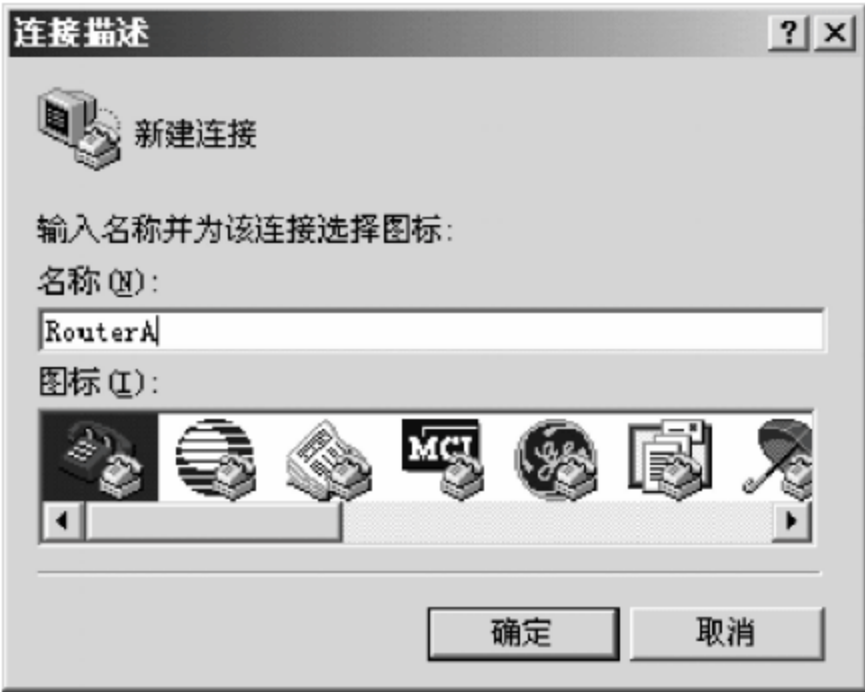 连接描述
新建连接
输入名称并为该连接选择图标:
名称(N):
RouterA
图标(I):
MCI
确定 取消